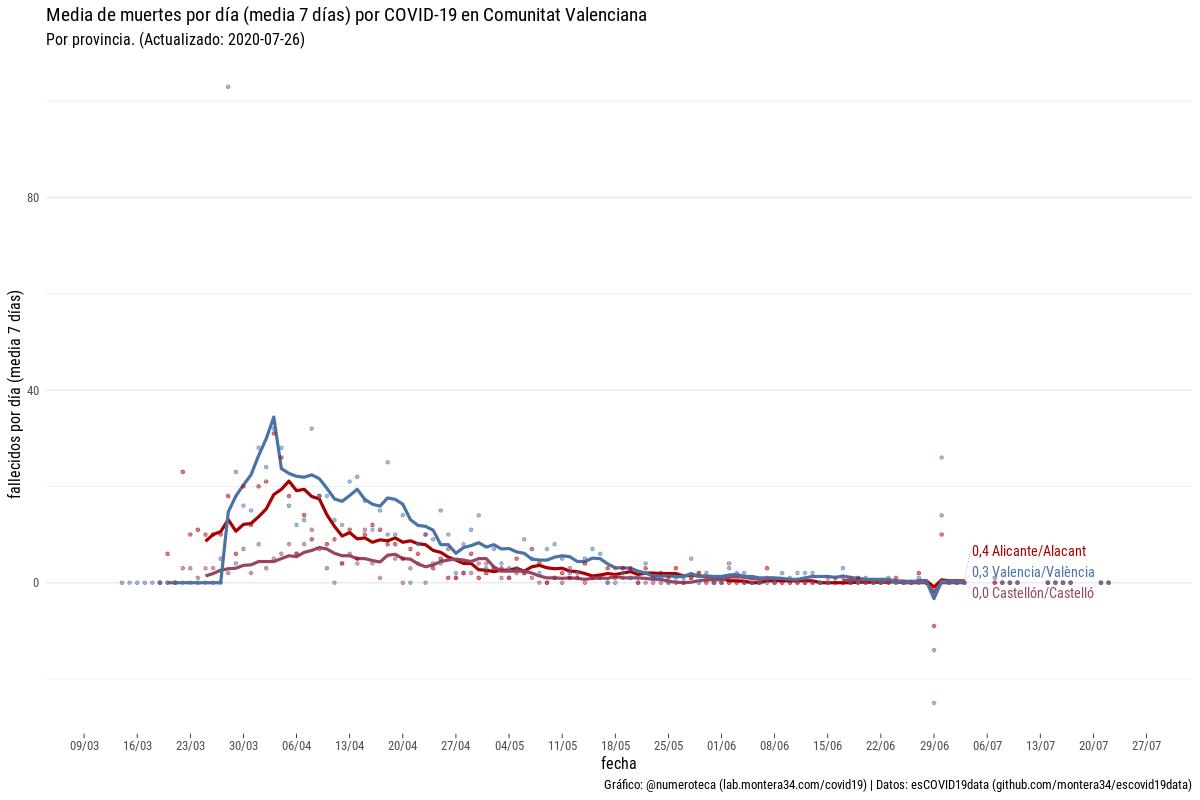 Media de muertes por día (media 7 días) por COVID-19 en Comunitat Valenciana
Por provincia. (Actualizado: 2020-07-26)
fallecidos por día (media 7 días)
80
40
0
0,4 Alicante/Alacant
0,3 Valencia/València
0,0 Castellón/Castelló
09/03 16/03 23/03 30/03 06/04 13/04 20/04 27/04 04/05 11/05 18/05 25/05 01/06 08/06 15/06 22/06 29/06 06/07 13/07 20/07 27/07
fecha
Gráfico: @numeroteca (lab.montera34.com/covid19) | Datos: esCOVID19data (github.com/montera34/escovid19data)